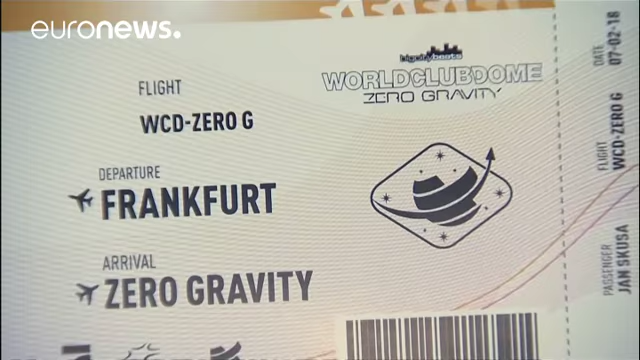 euronews.
FLIGHT
WCD-ZERO G
DEPARTURE
FRANKFURT
ARRIVAL
ZERO GRAVITY
bigcitybeats
WORLDCLUBDOME
ZERO GRAVITY
DATE
07-02-18
FLIGHT
WCD-ZERO G
PASSENGER
JAN SKUSA